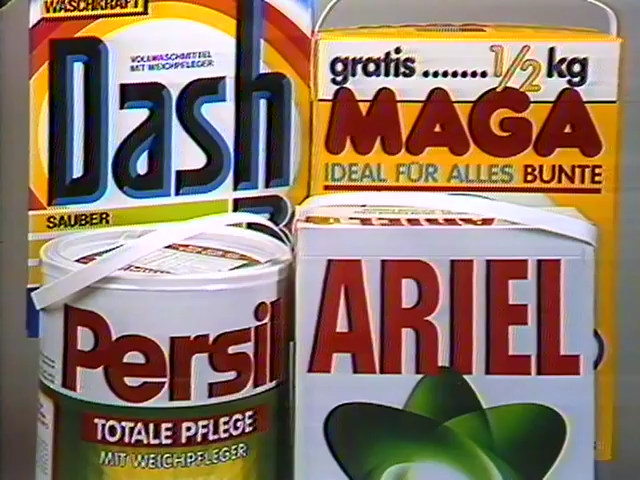 WASCHKRAFT
Dash
VOLLWASCHMITTEL
MIT WEICHPFLEGER
SAUBER
gratis .......1/2 kg
MAGA
IDEAL FÜR ALLES BUNTE
Persil
TOTALE PFLEGE
MIT WEICHPFLEGER
ARIEL